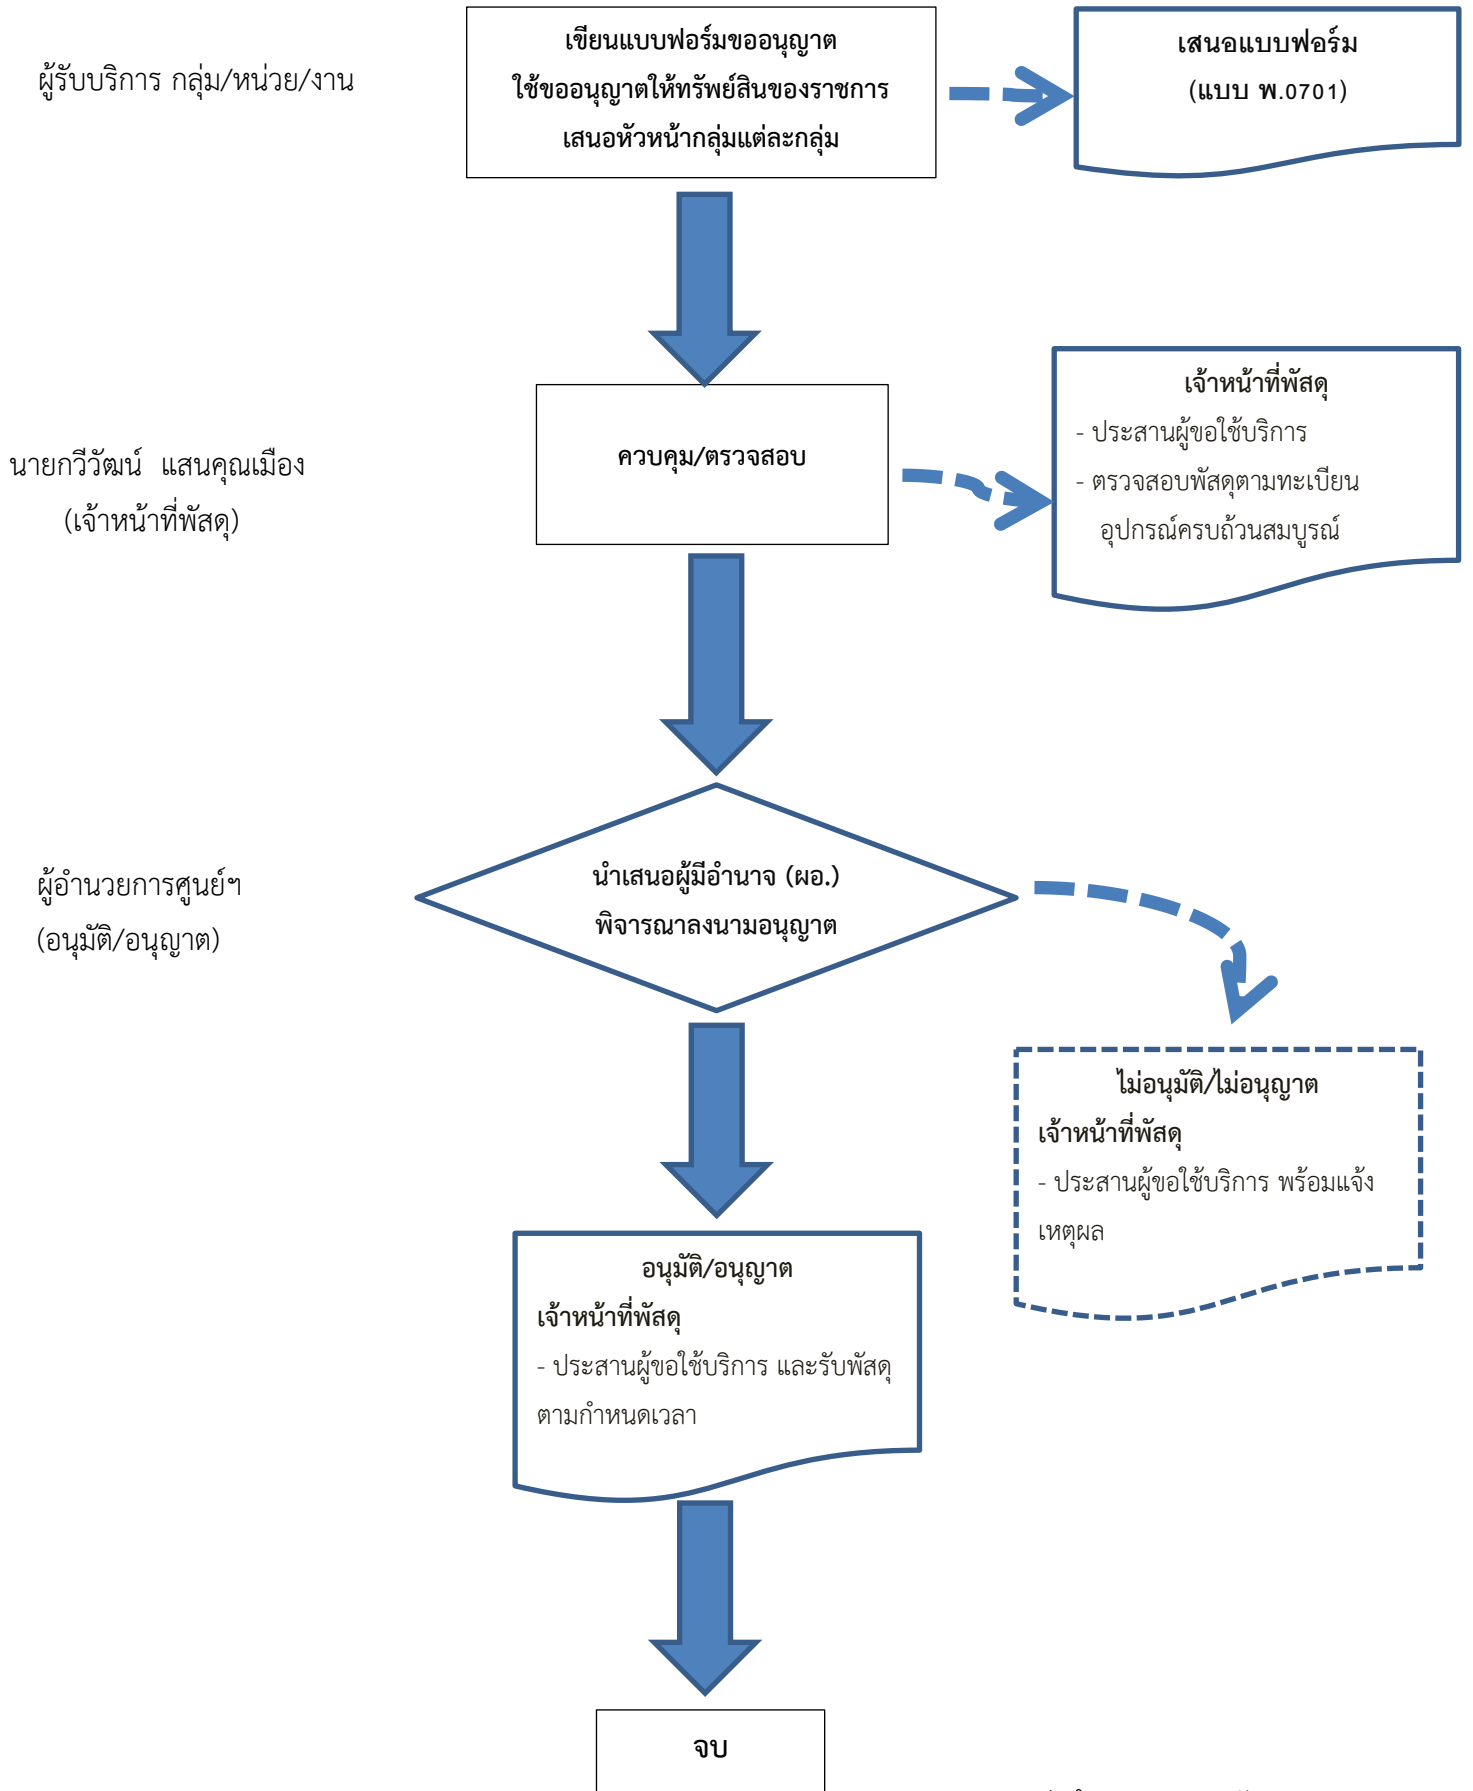 เขียนแบบฟอร์มขออนุญาต
ใช้ขออนุญาตให้ทรัพย์สินของราชการ
เสนอหัวหน้ากลุ่มแต่ละกลุ่ม
เสนอแบบฟอร์ม
(แบบ พ.0701)
ผู้รับบริการ กลุ่ม/หน่วย/งาน
ควบคุม/ตรวจสอบ
เจ้าหน้าที่พัสดุ
- ประสานผู้ขอใช้บริการ
- ตรวจสอบพัสดุตามทะเบียน
อุปกรณ์ครบถ้วนสมบูรณ์
นายกวีวัฒน์ แสนคุณเมือง
(เจ้าหน้าที่พัสดุ)
นำเสนอผู้มีอำนาจ (ผอ.)
พิจารณาลงนามอนุญาต
ผู้อำนวยการศูนย์ฯ
(อนุมัติ/อนุญาต)
ไม่อนุมัติ/ไม่อนุญาต
เจ้าหน้าที่พัสดุ
- ประสานผู้ขอใช้บริการ พร้อมแจ้ง
เหตุผล
อนุมัติ/อนุญาต
เจ้าหน้าที่พัสดุ
- ประสานผู้ขอใช้บริการ และรับพัสดุ
ตามกำหนดเวลา
จบ